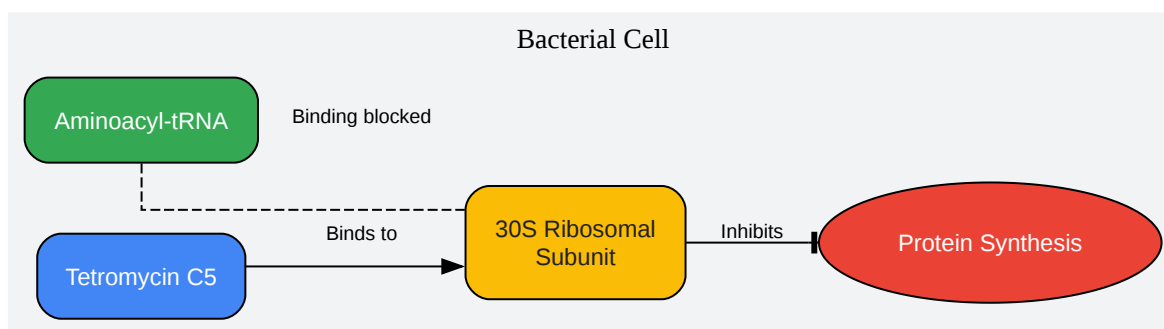 Bacterial Cell
Aminoacyl-tRNA
Binding blocked
Binds to
Tetromycin C5
30S Ribosomal
Subunit
Inhibits
Protein Synthesis